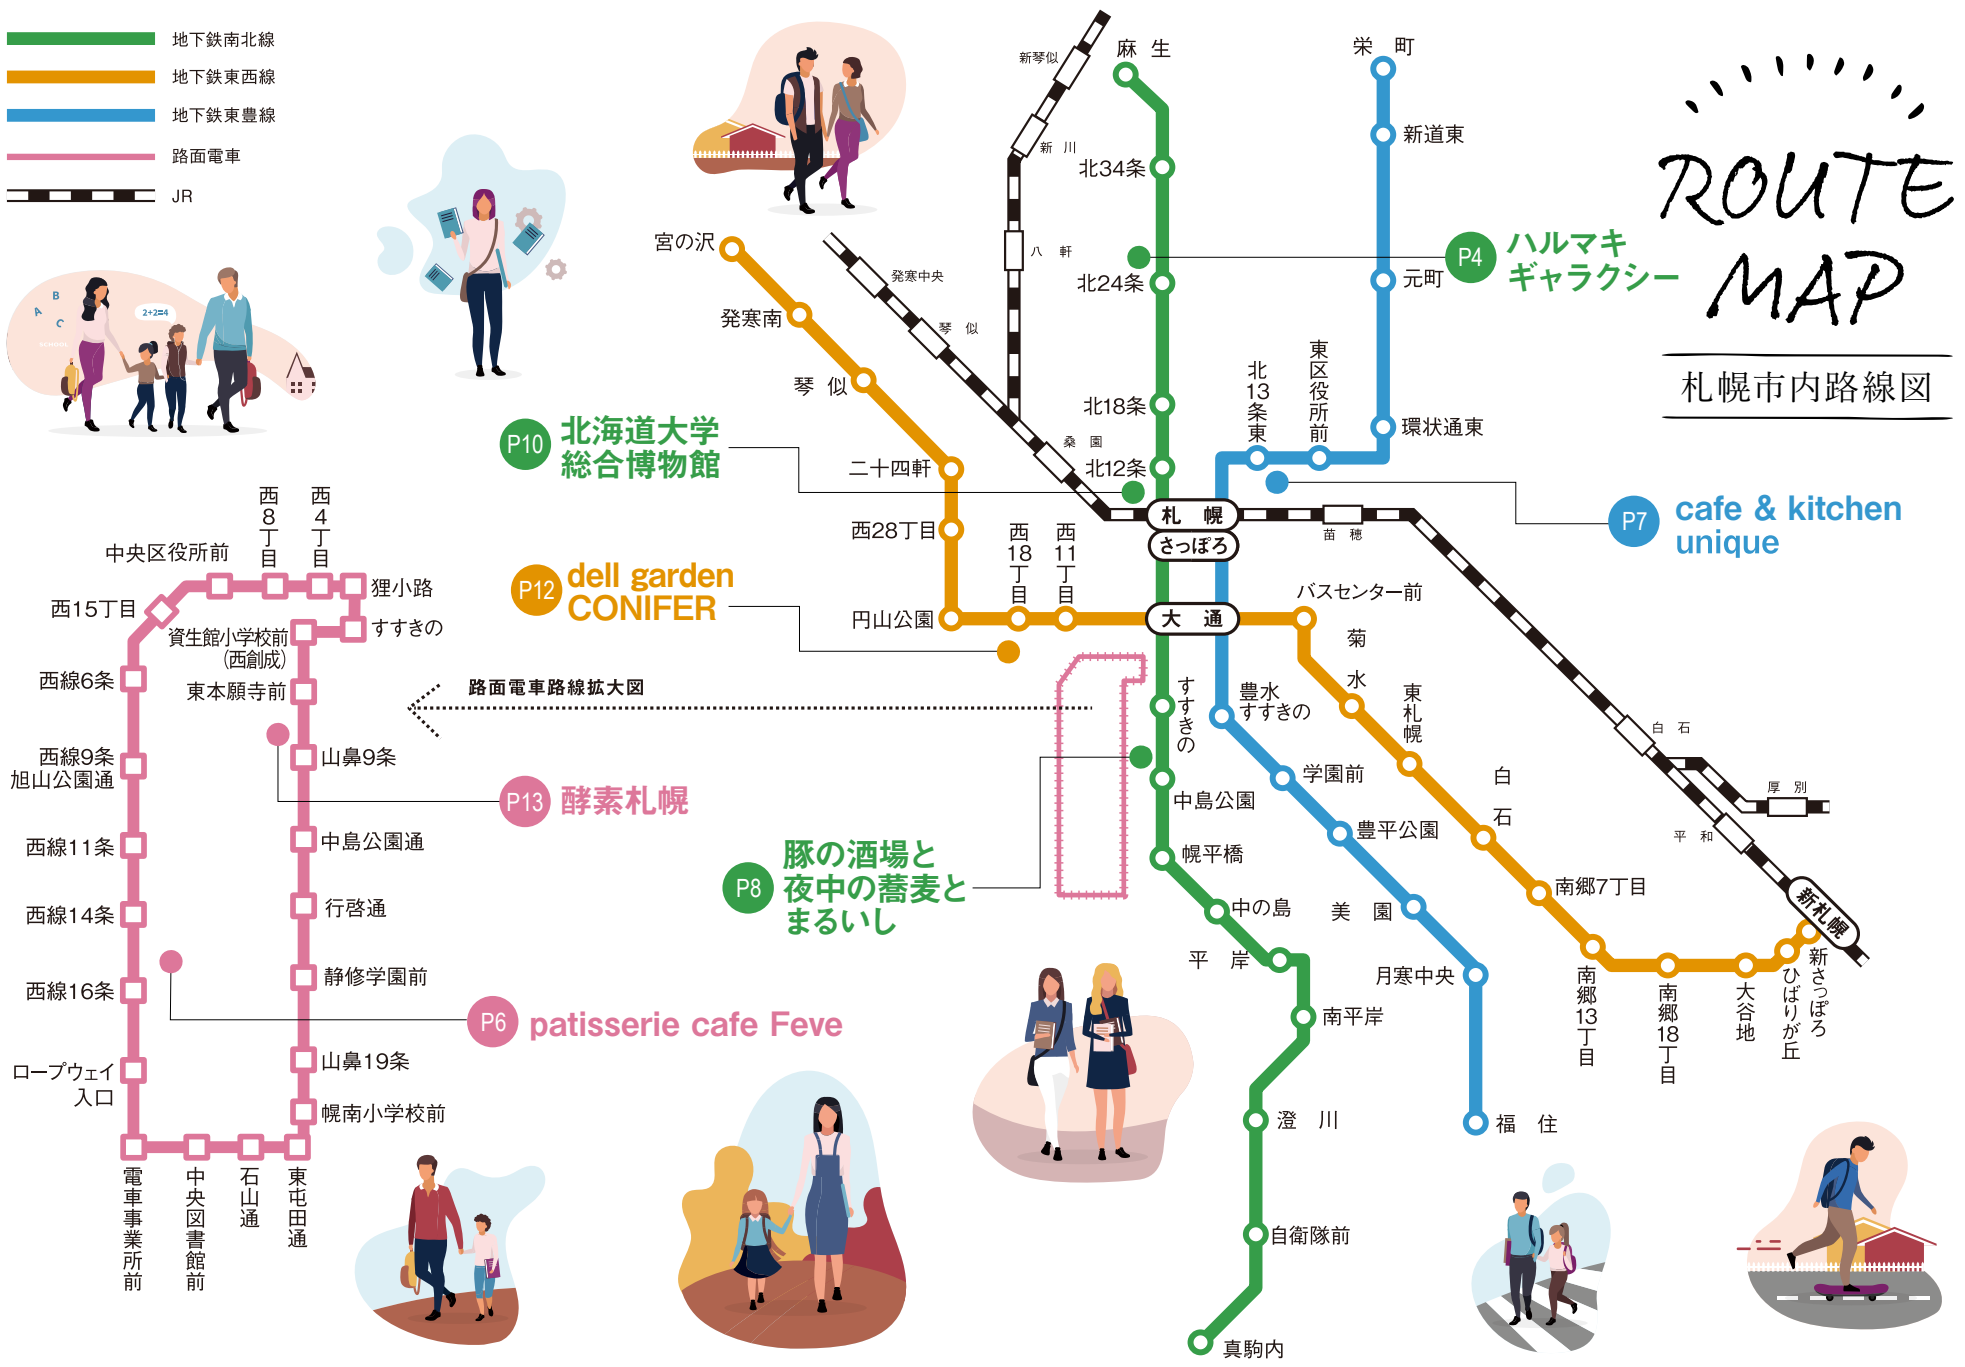 地下鉄南北線
地下鉄東西線
地下鉄東豊線
路面電車
JR
ROUTE
MAP
札幌市内路線図
A
B
C
SCHOOL
2+2=4
麻生
北34条
北24条
北18条
北12条
札幌
さっぽろ
大通
すすきの
中島公園
幌平橋
中の島
平岸
南平岸
澄川
自衛隊前
真駒内
栄町
新道東
元町
環状通東
東区役所前
北13条東
豊水
すすきの
学園前
豊平公園
美園
月寒中央
福住
宮の沢
発寒南
琴似
二十四軒
西28丁目
円山公園
西18丁目
西11丁目
バスセンター前
菊水
東札幌
白石
南郷7丁目
南郷13丁目
南郷18丁目
大谷地
ひばりが丘
新さっぽろ
新琴似
新川
八軒
発寒中央
琴似
桑園
苗穂
白石
厚別
平和
新札幌
P4
ハルマキ
ギャラクシー
P10
北海道大学
総合博物館
P7
cafe & kitchen
unique
P12
dell garden
CONIFER
路面電車路線拡大図
P13
酵素札幌
P8
豚の酒場と
夜中の蕎麦と
まるいし
P6
patisserie cafe Feve
西4丁目
西8丁目
中央区役所前
西15丁目
西線6条
西線9条
旭山公園通
西線11条
西線14条
西線16条
ロープウェイ
入口
電車事業所前
中央図書館前
石山通
東屯田通
幌南小学校前
山鼻19条
静修学園前
行啓通
中島公園通
山鼻9条
東本願寺前
資生館小学校前
(西創成)
すすきの
狸小路